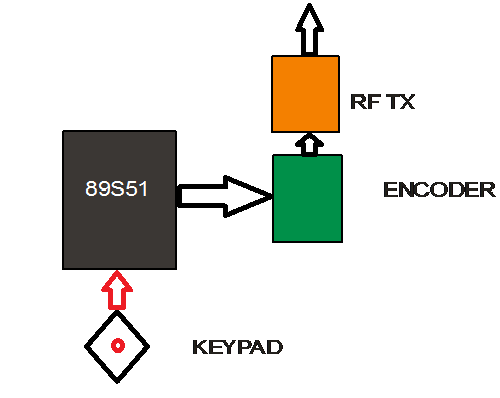 RF TX
89S51
ENCODER
KEYPAD